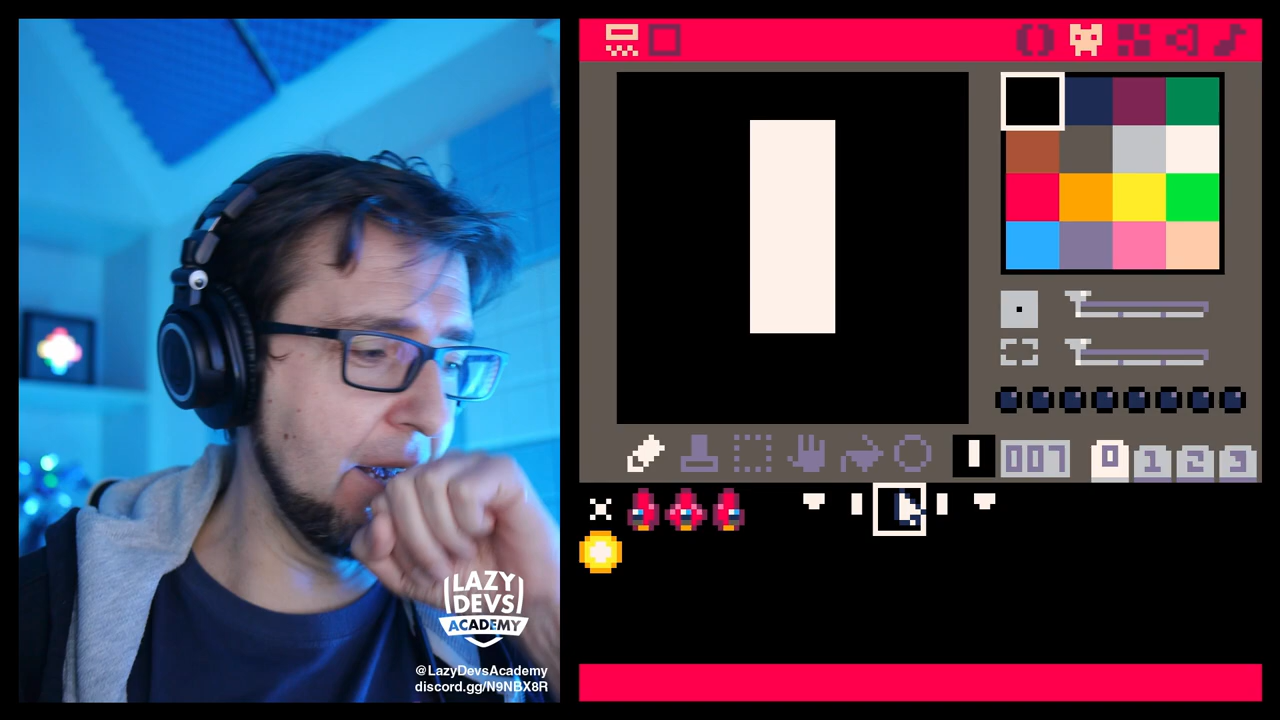 LAZY
DEVS
ACADEMY
@LazyDevsAcademy
discord.gg/N9NBX8R
007
0
1
2
3